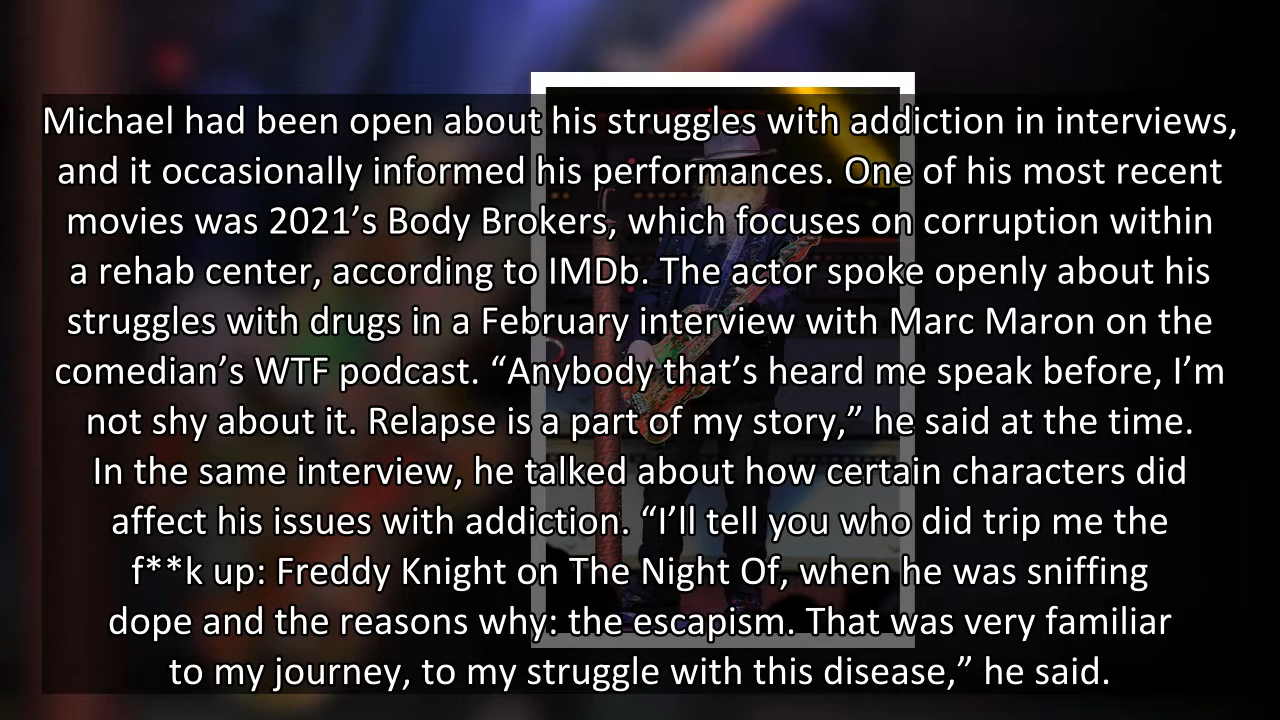 Michael had been open about his struggles with addiction in interviews,
and it occasionally informed his performances. One of his most recent
movies was 2021’s Body Brokers, which focuses on corruption within
a rehab center, according to IMDb. The actor spoke openly about his
struggles with drugs in a February interview with Marc Maron on the
comedian’s WTF podcast. “Anybody that’s heard me speak before, I’m
not shy about it. Relapse is a part of my story,” he said at the time.
In the same interview, he talked about how certain characters did
affect his issues with addiction. “I’ll tell you who did trip me the
f**k up: Freddy Knight on The Night Of, when he was sniffing
dope and the reasons why: the escapism. That was very familiar
to my journey, to my struggle with this disease,” he said.